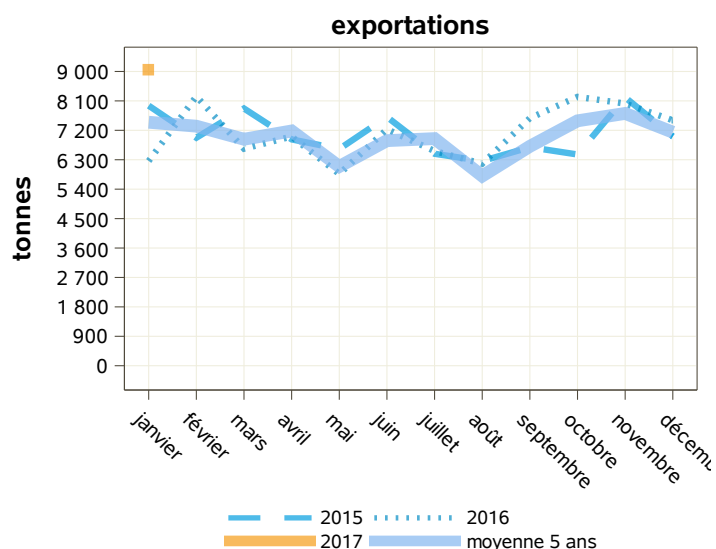 exportations
tonnes
9 000
8 100
7 200
6 300
5 400
4 500
3 600
2 700
1 800
900
0
janvier
février
mars
avril
mai
juin
juillet
août
septembre
octobre
novembre
décemb
2015
2016
2017
moyenne 5 ans